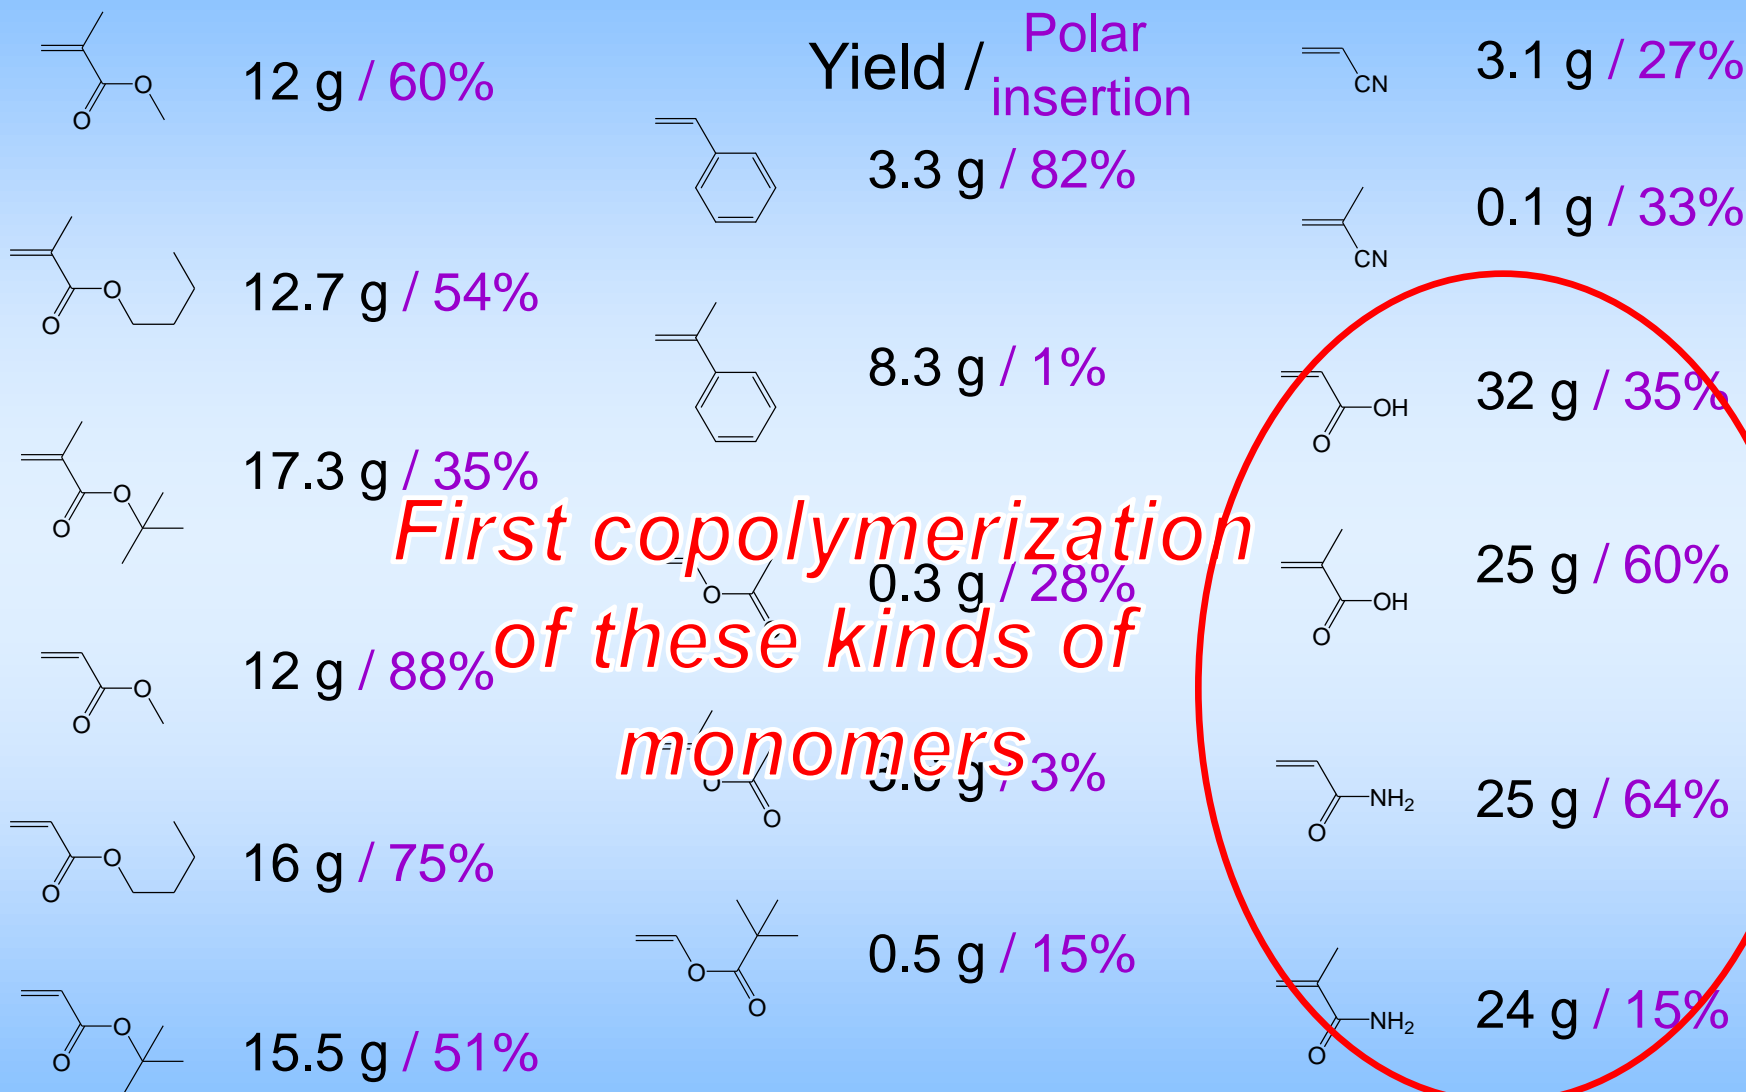 O
O
12 g / 60%
O
O
12.7 g / 54%
O
O
17.3 g / 35%
O
O
12 g / 88%
O
O
16 g / 75%
O
O
15.5 g / 51%
Yield / Polar
insertion
3.3 g / 82%
8.3 g / 1%
O
0.3 g / 28%
O
O
g / 3%
O
O
0.5 g / 15%
First copolymerization
of these kinds of
monomers
CN
3.1 g / 27%
CN
0.1 g / 33%
OH
O
32 g / 35%
OH
O
25 g / 60%
NH2
O
25 g / 64%
NH2
O
24 g / 15%